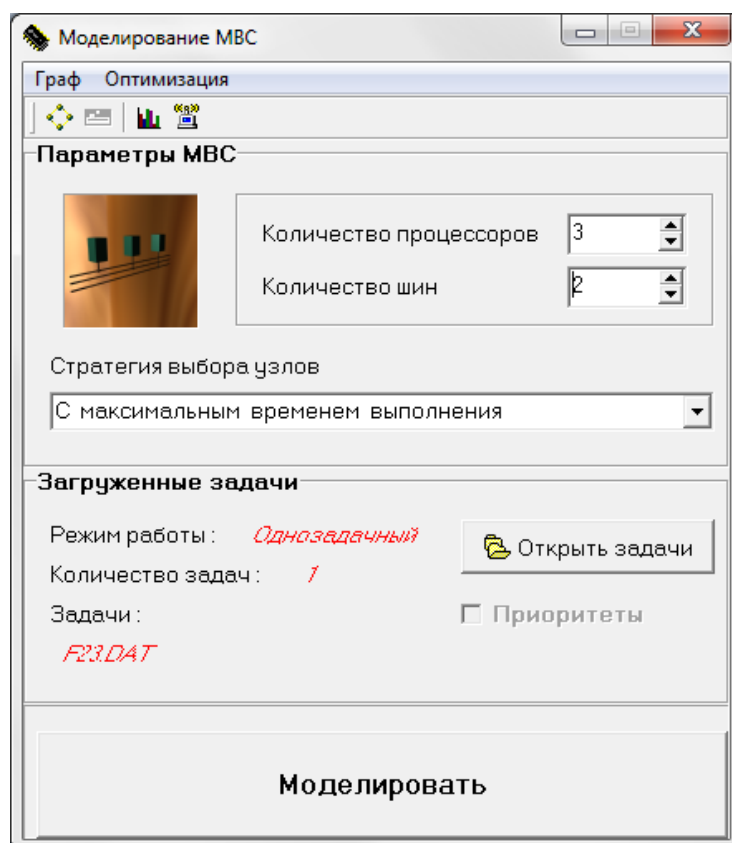 Моделирование МВС
Граф Оптимизация
Параметры МВС
Количество процессоров 3
Количество шин 2
Стратегия выбора узлов
С максимальным временем выполнения
Загруженные задачи
Режим работы : Однозадачный
Открыть задачи
Количество задач : 1
Задачи :
Приоритеты
F23.DAT
Моделировать